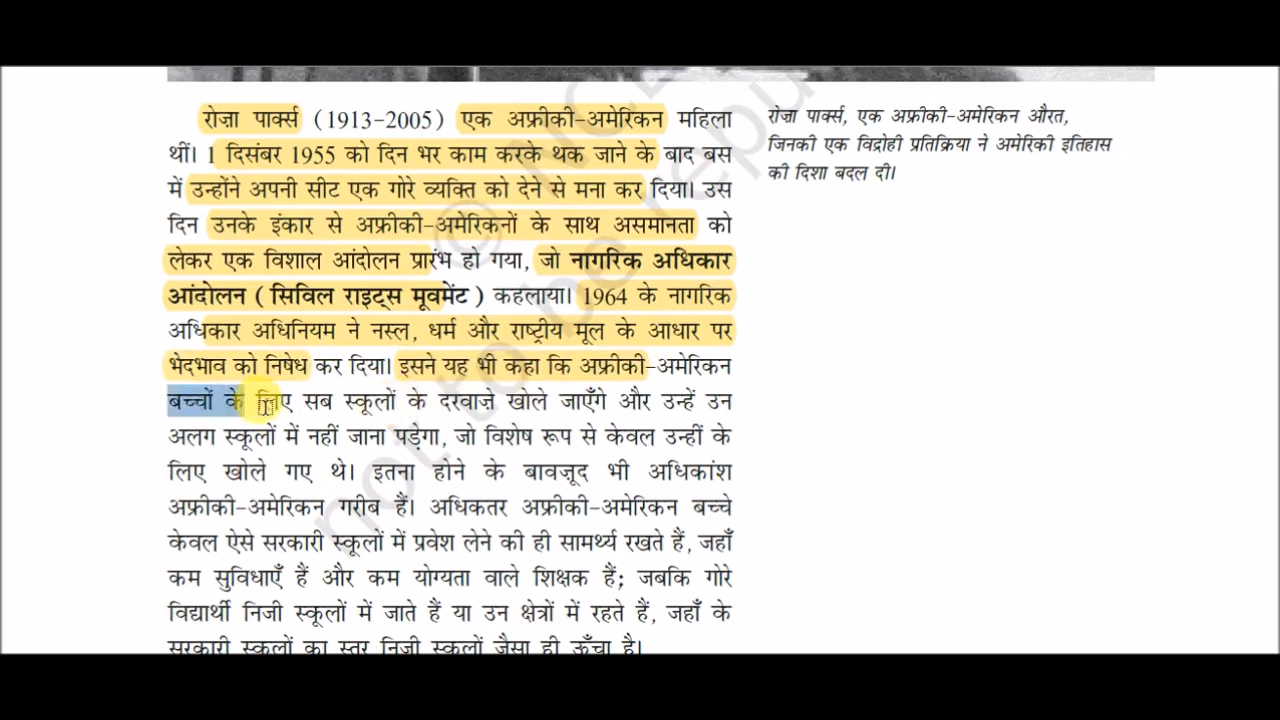 रोज़ा पार्क्स (1913-2005) एक अफ्रीकी-अमेरिकन महिला
थीं। 1 दिसंबर 1955 को दिन भर काम करके थक जाने के बाद बस
में उन्होंने अपनी सीट एक गोरे व्यक्ति को देने से मना कर दिया। उस
दिन उनके इंकार से अफ्रीकी-अमेरिकनों के साथ असमानता को
लेकर एक विशाल आंदोलन प्रारंभ हो गया, जो नागरिक अधिकार
आंदोलन (सिविल राइट्स मूवमेंट) कहलाया। 1964 के नागरिक
अधिकार अधिनियम ने नस्ल, धर्म और राष्ट्रीय मूल के आधार पर
भेदभाव को निषेध कर दिया। इसने यह भी कहा कि अफ्रीकी-अमेरिकन
बच्चों के लिए सब स्कूलों के दरवाज़े खोले जाएँगे और उन्हें उन
अलग स्कूलों में नहीं जाना पड़ेगा, जो विशेष रूप से केवल उन्हीं के
लिए खोले गए थे। इतना होने के बावजूद भी अधिकांश
अफ्रीकी-अमेरिकन गरीब हैं। अधिकतर अफ्रीकी-अमेरिकन बच्चे
केवल ऐसे सरकारी स्कूलों में प्रवेश लेने की ही सामर्थ्य रखते हैं, जहाँ
कम सुविधाएँ हैं और कम योग्यता वाले शिक्षक हैं; जबकि गोरे
विद्यार्थी निजी स्कूलों में जाते हैं या उन क्षेत्रों में रहते हैं, जहाँ के
सरकारी स्कूलों का स्तर निजी स्कूलों जैसा ही ऊँचा है।
रोज़ा पार्क्स, एक अफ्रीकी-अमेरिकन औरत,
जिनकी एक विद्रोही प्रतिक्रिया ने अमेरिकी इतिहास
की दिशा बदल दी।
not to be repu